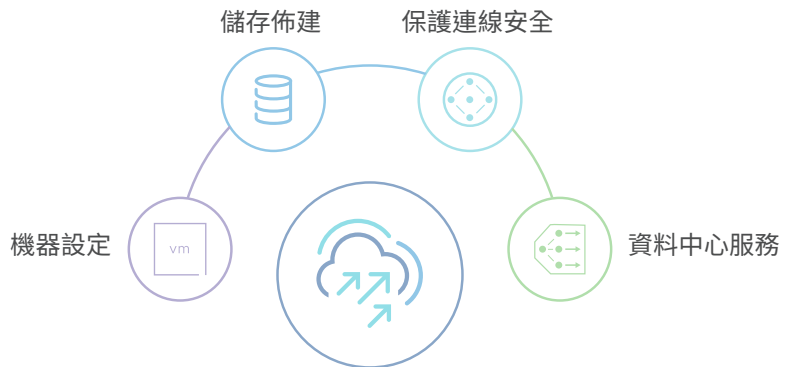 儲存佈建
保護連線安全
機器設定
vm
資料中心服務